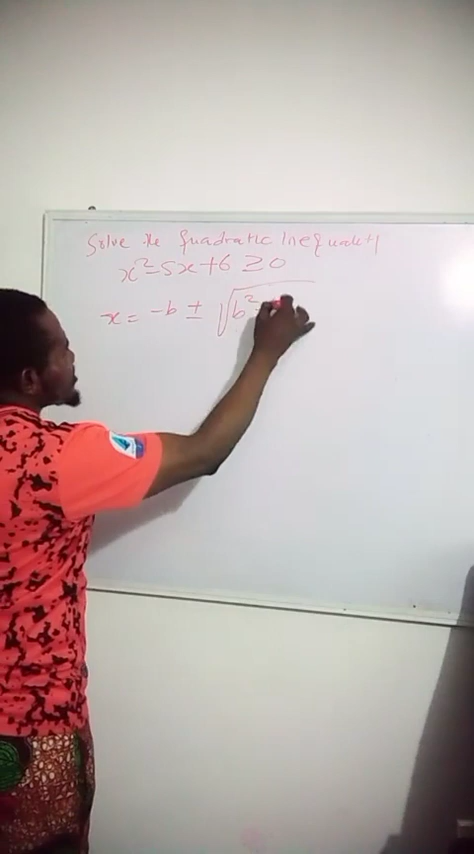 Solve the Quadratic Inequality
x²-5x+6 ≥0
x = -b ± √b²